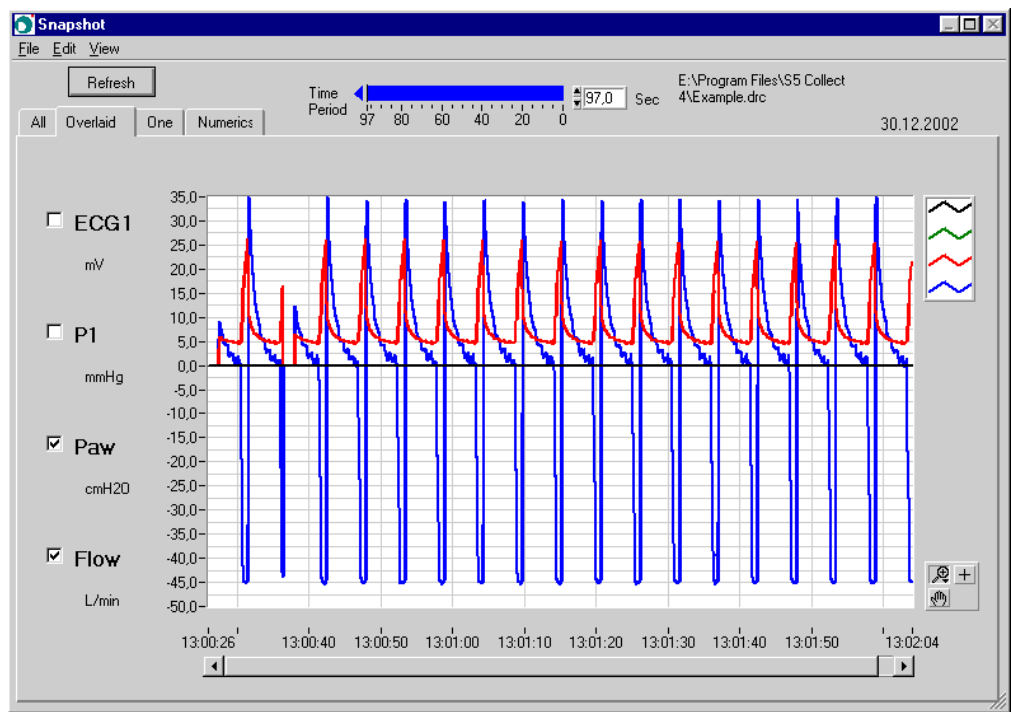 Snapshot
File Edit View
Refresh
Time Period
97 80 60 40 20 0
97,0 Sec
E:\Program Files\S5 Collect
4\Example.drc
All Overlaid One Numerics
30.12.2002
ECG1
mV
P1
mmHg
Paw
cmH2O
Flow
L/min
35,0
30,0
25,0
20,0
15,0
10,0
5,0
0,0
-5,0
-10,0
-15,0
-20,0
-25,0
-30,0
-35,0
-40,0
-45,0
-50,0
13:00:26 13:00:40 13:00:50 13:01:00 13:01:10 13:01:20 13:01:30 13:01:40 13:01:50 13:02:04